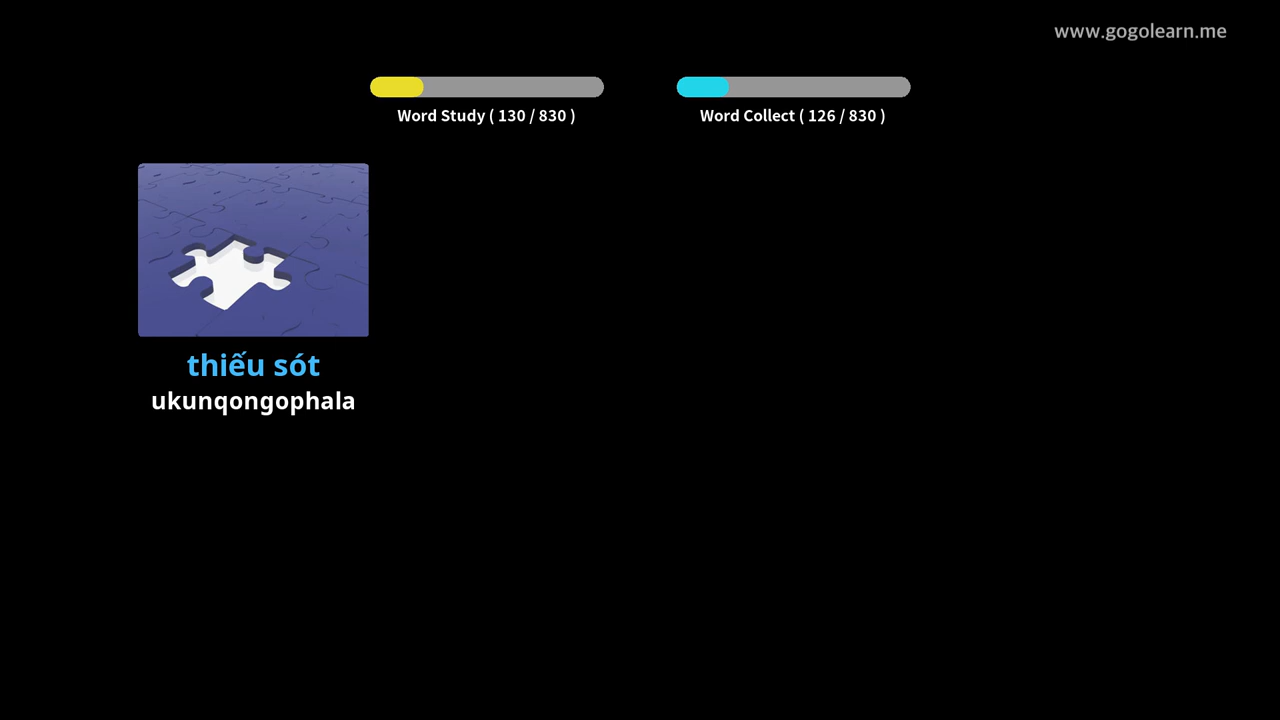 www.gogolearn.me
Word Study ( 130 / 830 )
Word Collect ( 126 / 830 )
thiếu sót
ukunqongophala